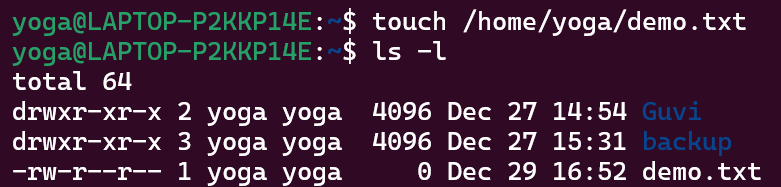 yoga@LAPTOP-P2KKP14E:~$ touch /home/yoga/demo.txt
yoga@LAPTOP-P2KKP14E:~$ ls -l
total 64
drwxr-xr-x 2 yoga yoga  4096 Dec 27 14:54 Guvi
drwxr-xr-x 3 yoga yoga  4096 Dec 27 15:31 backup
-rw-r--r-- 1 yoga yoga     0 Dec 29 16:52 demo.txt